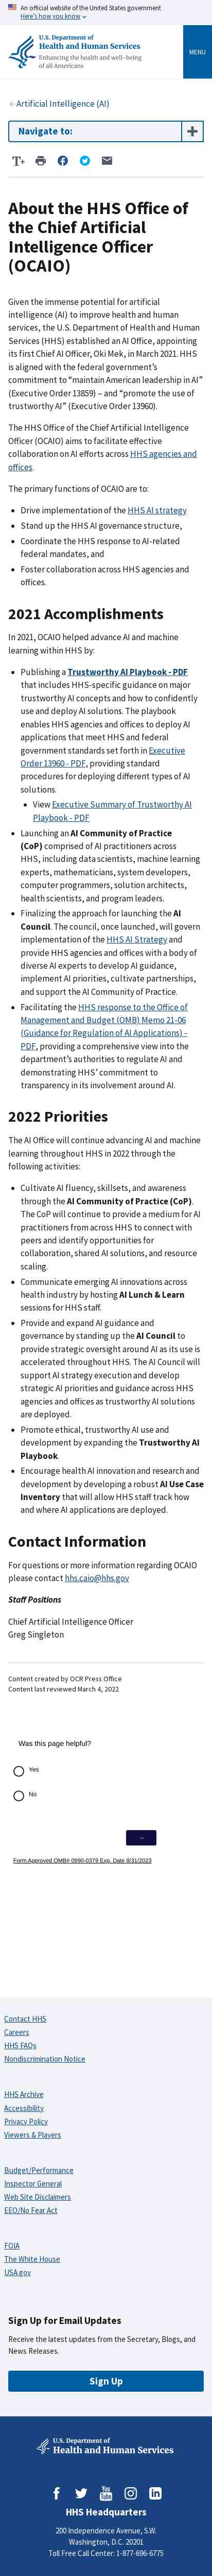 An official website of the United States government
Here's how you know
U.S. Department of
Health and Human Services
Enhancing the health and well-being
of all Americans
MENU
Artificial Intelligence (AI)
Navigate to:
T+
About the HHS Office of
the Chief Artificial
Intelligence Officer
(OCAIO)
Given the immense potential for artificial
intelligence (AI) to improve health and human
services, the U.S. Department of Health and Human
Services (HHS) established an AI Office, appointing
its first Chief AI Officer, Oki Mek, in March 2021. HHS
is aligned with the federal government's
commitment to "maintain American leadership in AI"
(Executive Order 13859) – and "promote the use of
trustworthy AI" (Executive Order 13960).
The HHS Office of the Chief Artificial Intelligence
Officer (OCAIO) aims to facilitate effective
collaboration on AI efforts across HHS agencies and
offices.
The primary functions of OCAIO are to:
• Drive implementation of the HHS AI strategy
• Stand up the HHS AI governance structure,
• Coordinate the HHS response to AI-related
federal mandates, and
• Foster collaboration across HHS agencies and
offices.
2021 Accomplishments
In 2021, OCAIO helped advance AI and machine
learning within HHS by:
• Publishing a Trustworthy AI Playbook - PDF
that includes HHS-specific guidance on major
trustworthy AI concepts and how to confidently
use and deploy AI solutions. The playbook
enables HHS agencies and offices to deploy AI
applications that meet HHS and federal
government standards set forth in Executive
Order 13960 - PDF, providing standard
procedures for deploying different types of AI
solutions.
• View Executive Summary of Trustworthy AI
Playbook - PDF
• Launching an AI Community of Practice
(CoP) comprised of AI practitioners from across
HHS, including data scientists, machine learning
experts, mathematicians, system developers,
computer programmers, project leaders, health
scientists, and program leaders.
• Finalizing the approach for launching the AI
Council. The council, once launched, will govern
implementation of the HHS AI Strategy and
provide HHS agencies and offices with a body of
diverse AI experts to develop aligned AI
guidance, implement AI priorities, cultivate
partnerships, and support the AI Community of Practice.
• Facilitating the HHS response to the Office of
Management and Budget (OMB) Memo 21-06
(Guidance for Regulation of AI Applications) -
PDF, providing a comprehensive view into the
department's authorities to regulate AI and
demonstrating HHS' commitment to
transparency in its involvement around AI.
2022 Priorities
The AI Office will continue advancing AI and machine
learning throughout HHS in 2022 through the
following activities:
• Cultivate AI fluency, skillsets, and awareness
through the AI Community of Practice (CoP).
The CoP will continue to provide a medium for AI
practitioners from across HHS to connect with
peers and identify opportunities for
collaboration, shared AI solutions, and resource
scaling.
• Communicate emerging AI innovations across
industry by hosting AI Lunch & Learn
sessions for HHS staff.
• Provide and expand AI guidance and
governance by standing up the AI Council to
provide strategic oversight around AI as its use is
accelerated throughout HHS. The AI Council will
support AI strategy execution and develop
strategic AI priorities and guidance across HHS
agencies and offices as trustworthy AI solutions
are deployed.
• Promote ethical, trustworthy AI use and
development by expanding the Trustworthy AI
Playbook.
• Encourage health AI innovation and research and
development by developing a robust AI Use Case
Inventory that will allow HHS staff track how
and where AI algorithms are being deployed.
Contact Information
For questions or more information regarding OCAIO
please contact hhs.caio@hhs.gov
Staff Positions
Chief Artificial Intelligence Officer
Greg Singleton
Content created by OCR Press Office
Content last reviewed March 4, 2022
Was this page helpful?
Yes
No
→
Form Approved OMB# 0990-0379 Exp. Date 8/31/2023
Contact HHS
Careers
HHS FAQs
Nondiscrimination Notice
HHS Archive
Accessibility
Privacy Policy
Viewers & Players
Budget/Performance
Inspector General
Web Site Disclaimers
EEO/No Fear Act
FOIA
The White House
USA.gov
Sign Up for Email Updates
Receive the latest updates from the Secretary, Blogs, and
News Releases.
Sign Up
U.S. Department of
Health and Human Services
HHS Headquarters
200 Independence Avenue, S.W.
Washington, D.C. 20201
Toll Free Call Center: 1-877-696-6775